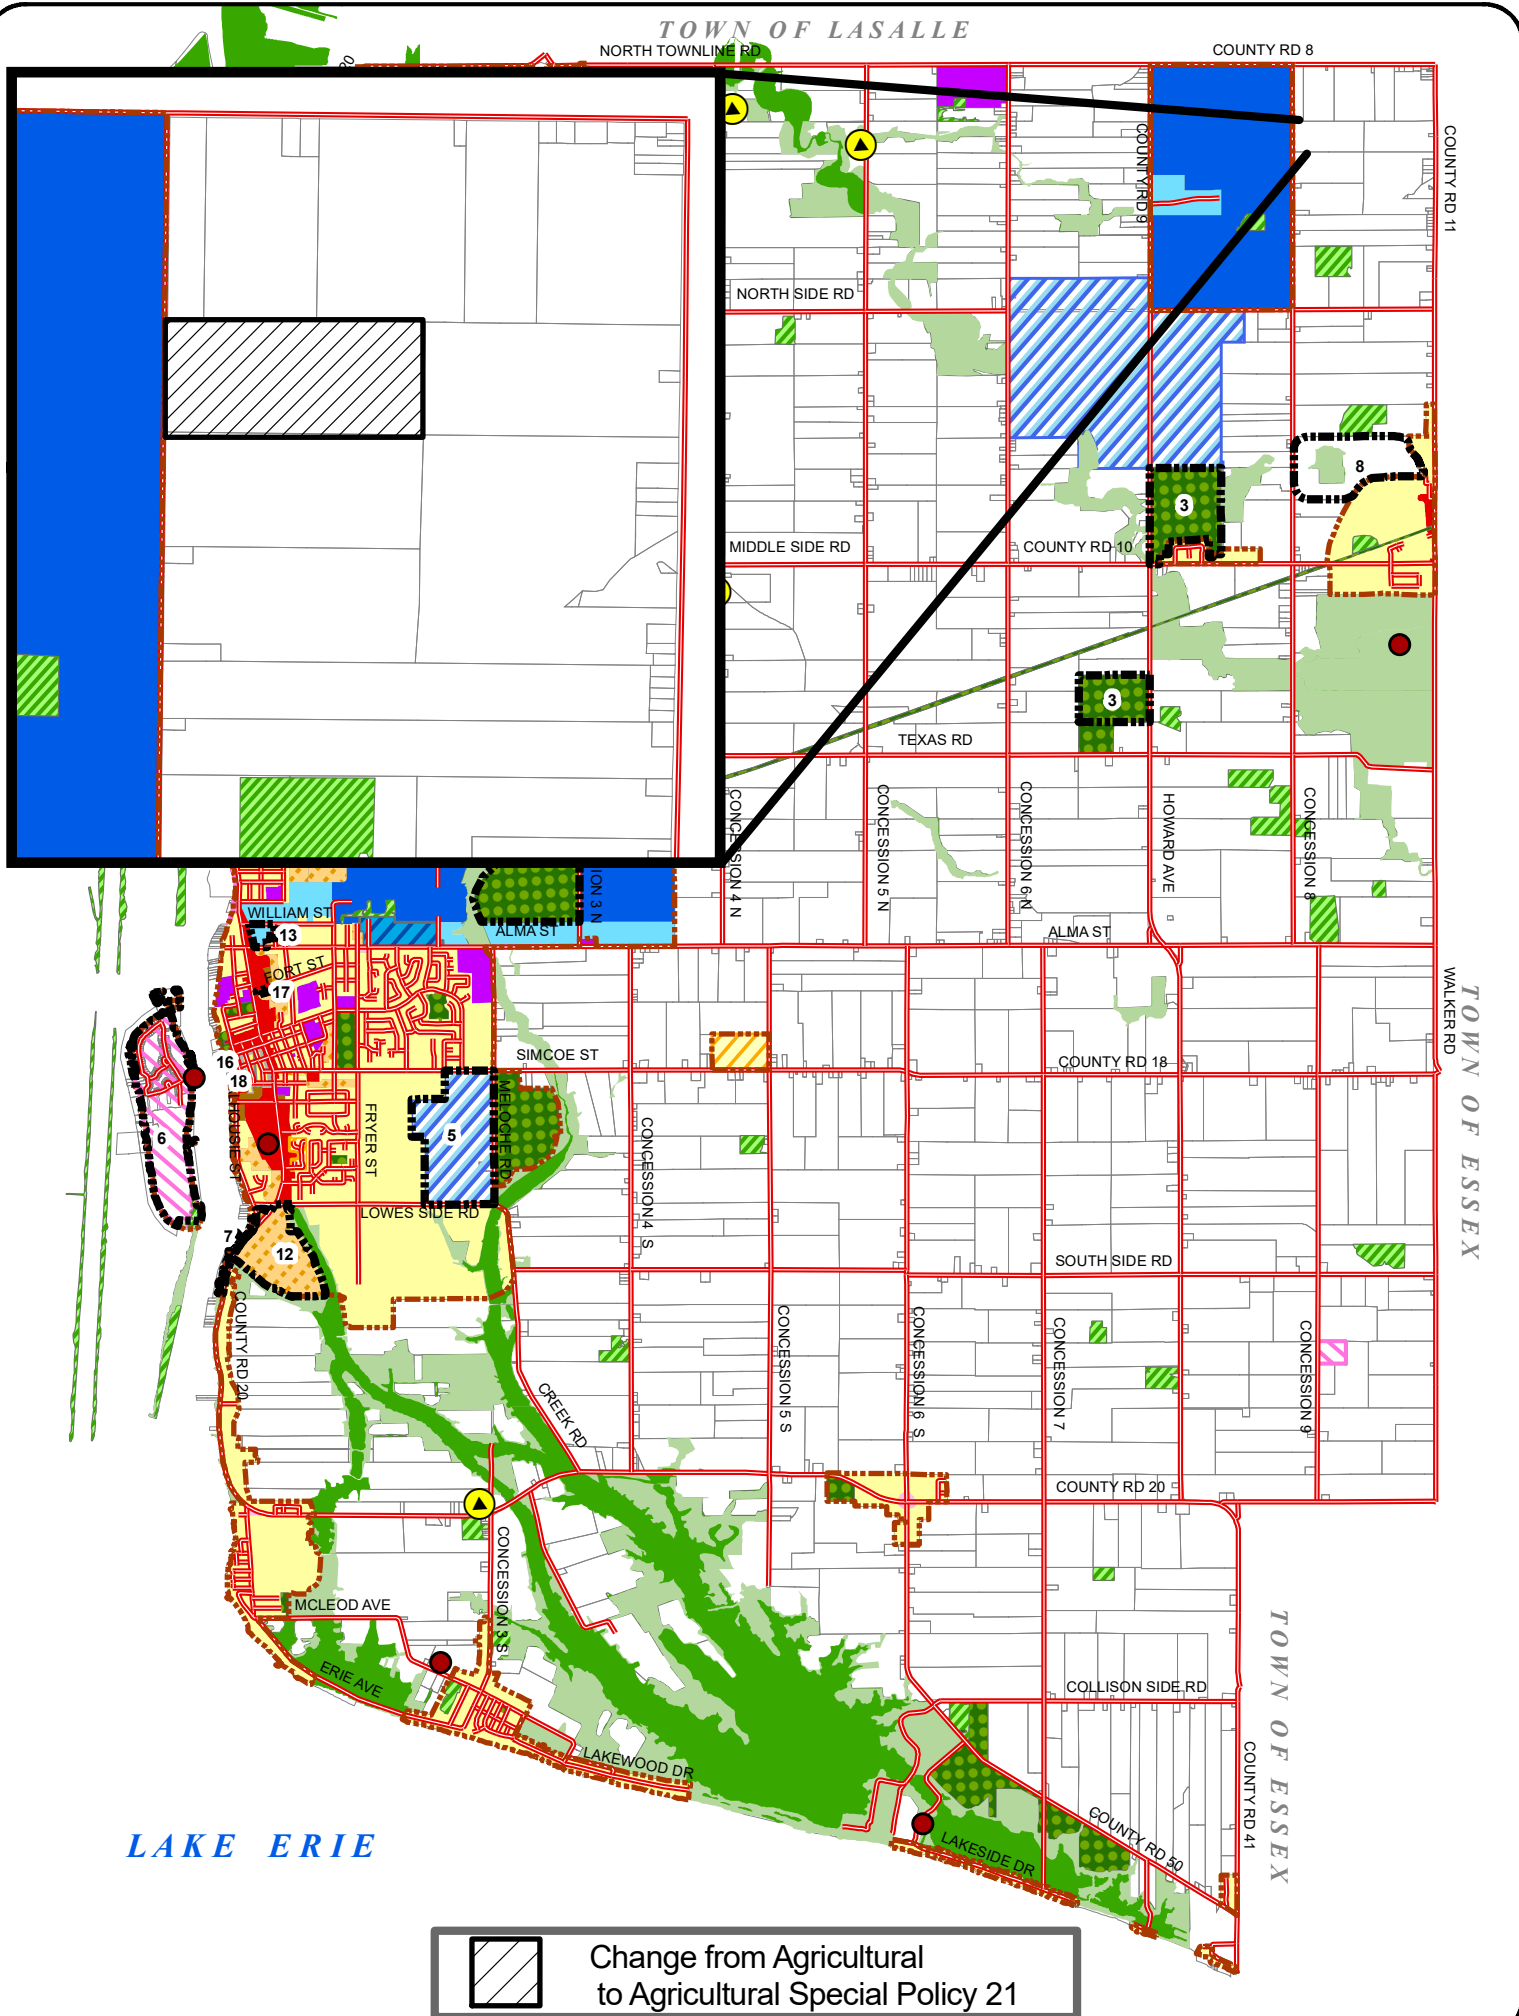 TOWN OF LASALLE
NORTH TOWNLINE RD
COUNTY RD 8
20
COUNTY RD 9
COUNTY RD 11
NORTH SIDE RD
8
3
MIDDLE SIDE RD
COUNTY RD 10
3
TEXAS RD
CONCESSION 4 N
CONCESSION 5 N
CONCESSION 6 N
HOWARD AVE
CONCESSION 8
ION 3 N
WILLIAM ST
13
ALMA ST
ALMA ST
FORT ST
17
WALKER RD
TOWN OF ESSEX
16
18
SIMCOE ST
COUNTY RD 18
HOUSE ST
FRYER ST
MELOCHE RD
5
6
CONCESSION 4 S
LOWES SIDE RD
7
12
SOUTH SIDE RD
COUNTY RD 20
CONCESSION 5 S
CONCESSION 6 S
CONCESSION 7
CONCESSION 9
CREEK RD
COUNTY RD 20
CONCESSION 3 S
MCLEOD AVE
ERIE AVE
TOWN OF ESSEX
COLLISON SIDE RD
LAKEWOOD DR
COUNTY RD 41
COUNTY RD 50
LAKESIDE DR
LAKE ERIE
Change from Agricultural
to Agricultural Special Policy 21